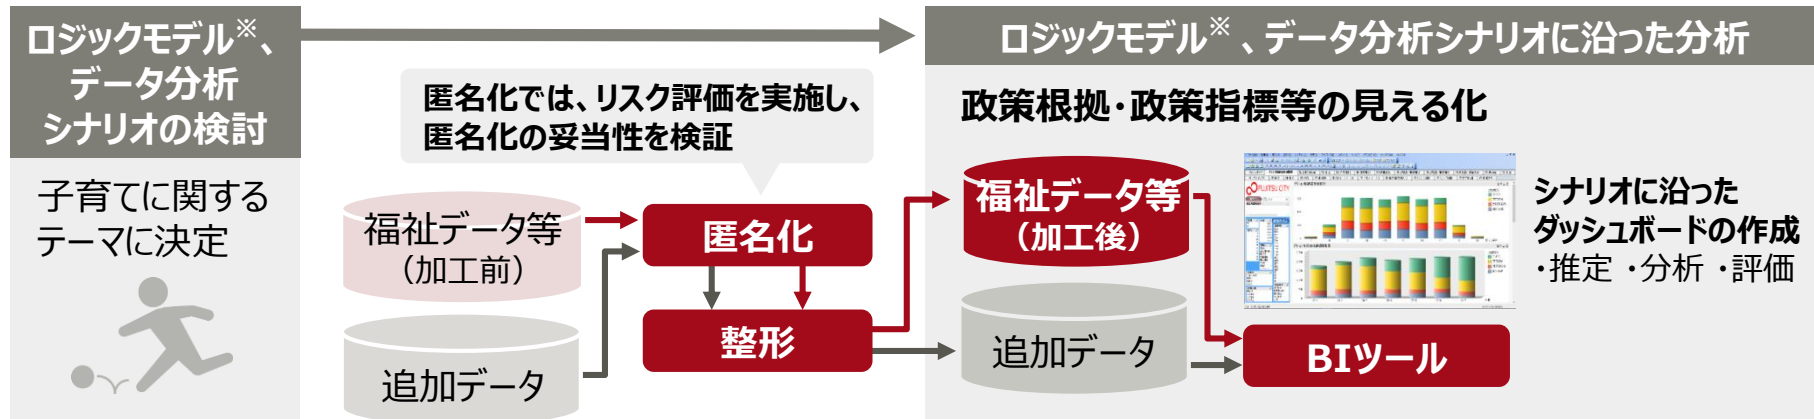 ロジックモデル※、
データ分析
シナリオの検討
子育てに関する
テーマに決定
匿名化では、リスク評価を実施し、
匿名化の妥当性を検証
福祉データ等
（加工前）
追加データ
匿名化
整形
ロジックモデル※、データ分析シナリオに沿った分析
政策根拠・政策指標等の見える化
福祉データ等
（加工後）
追加データ
シナリオに沿った
ダッシュボードの作成
・推定 ・分析 ・評価
BIツール